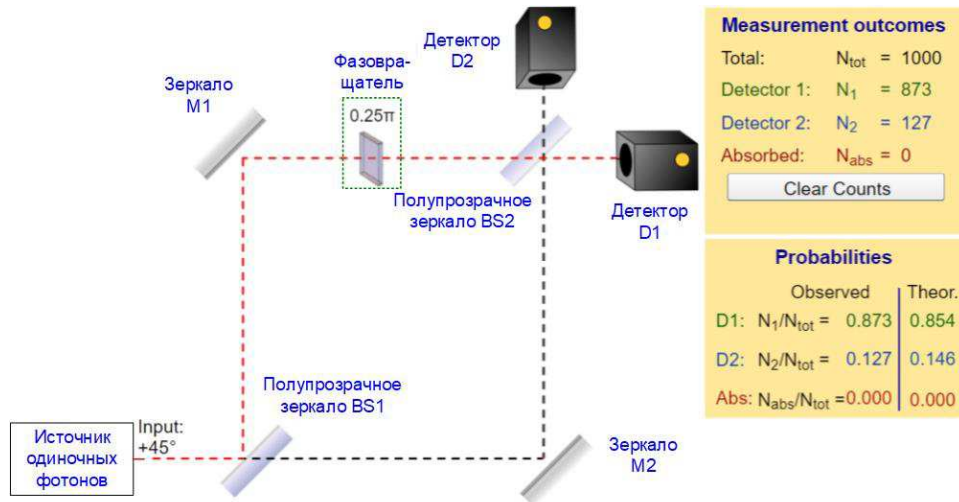 Детектор
D2
Фазовра-
щатель
0.25π
Зеркало
M1
Полупрозрачное
зеркало BS2
Детектор
D1
Полупрозрачное
зеркало BS1
Input:
+45°
Источник
одиночных
фотонов
Зеркало
M2
Measurement outcomes
Total: Ntot = 1000
Detector 1: N1 = 873
Detector 2: N2 = 127
Absorbed: Nabs = 0
Clear Counts
Probabilities
Observed Theor.
D1: N1/Ntot = 0.873 0.854
D2: N2/Ntot = 0.127 0.146
Abs: Nabs/Ntot =0.000 0.000